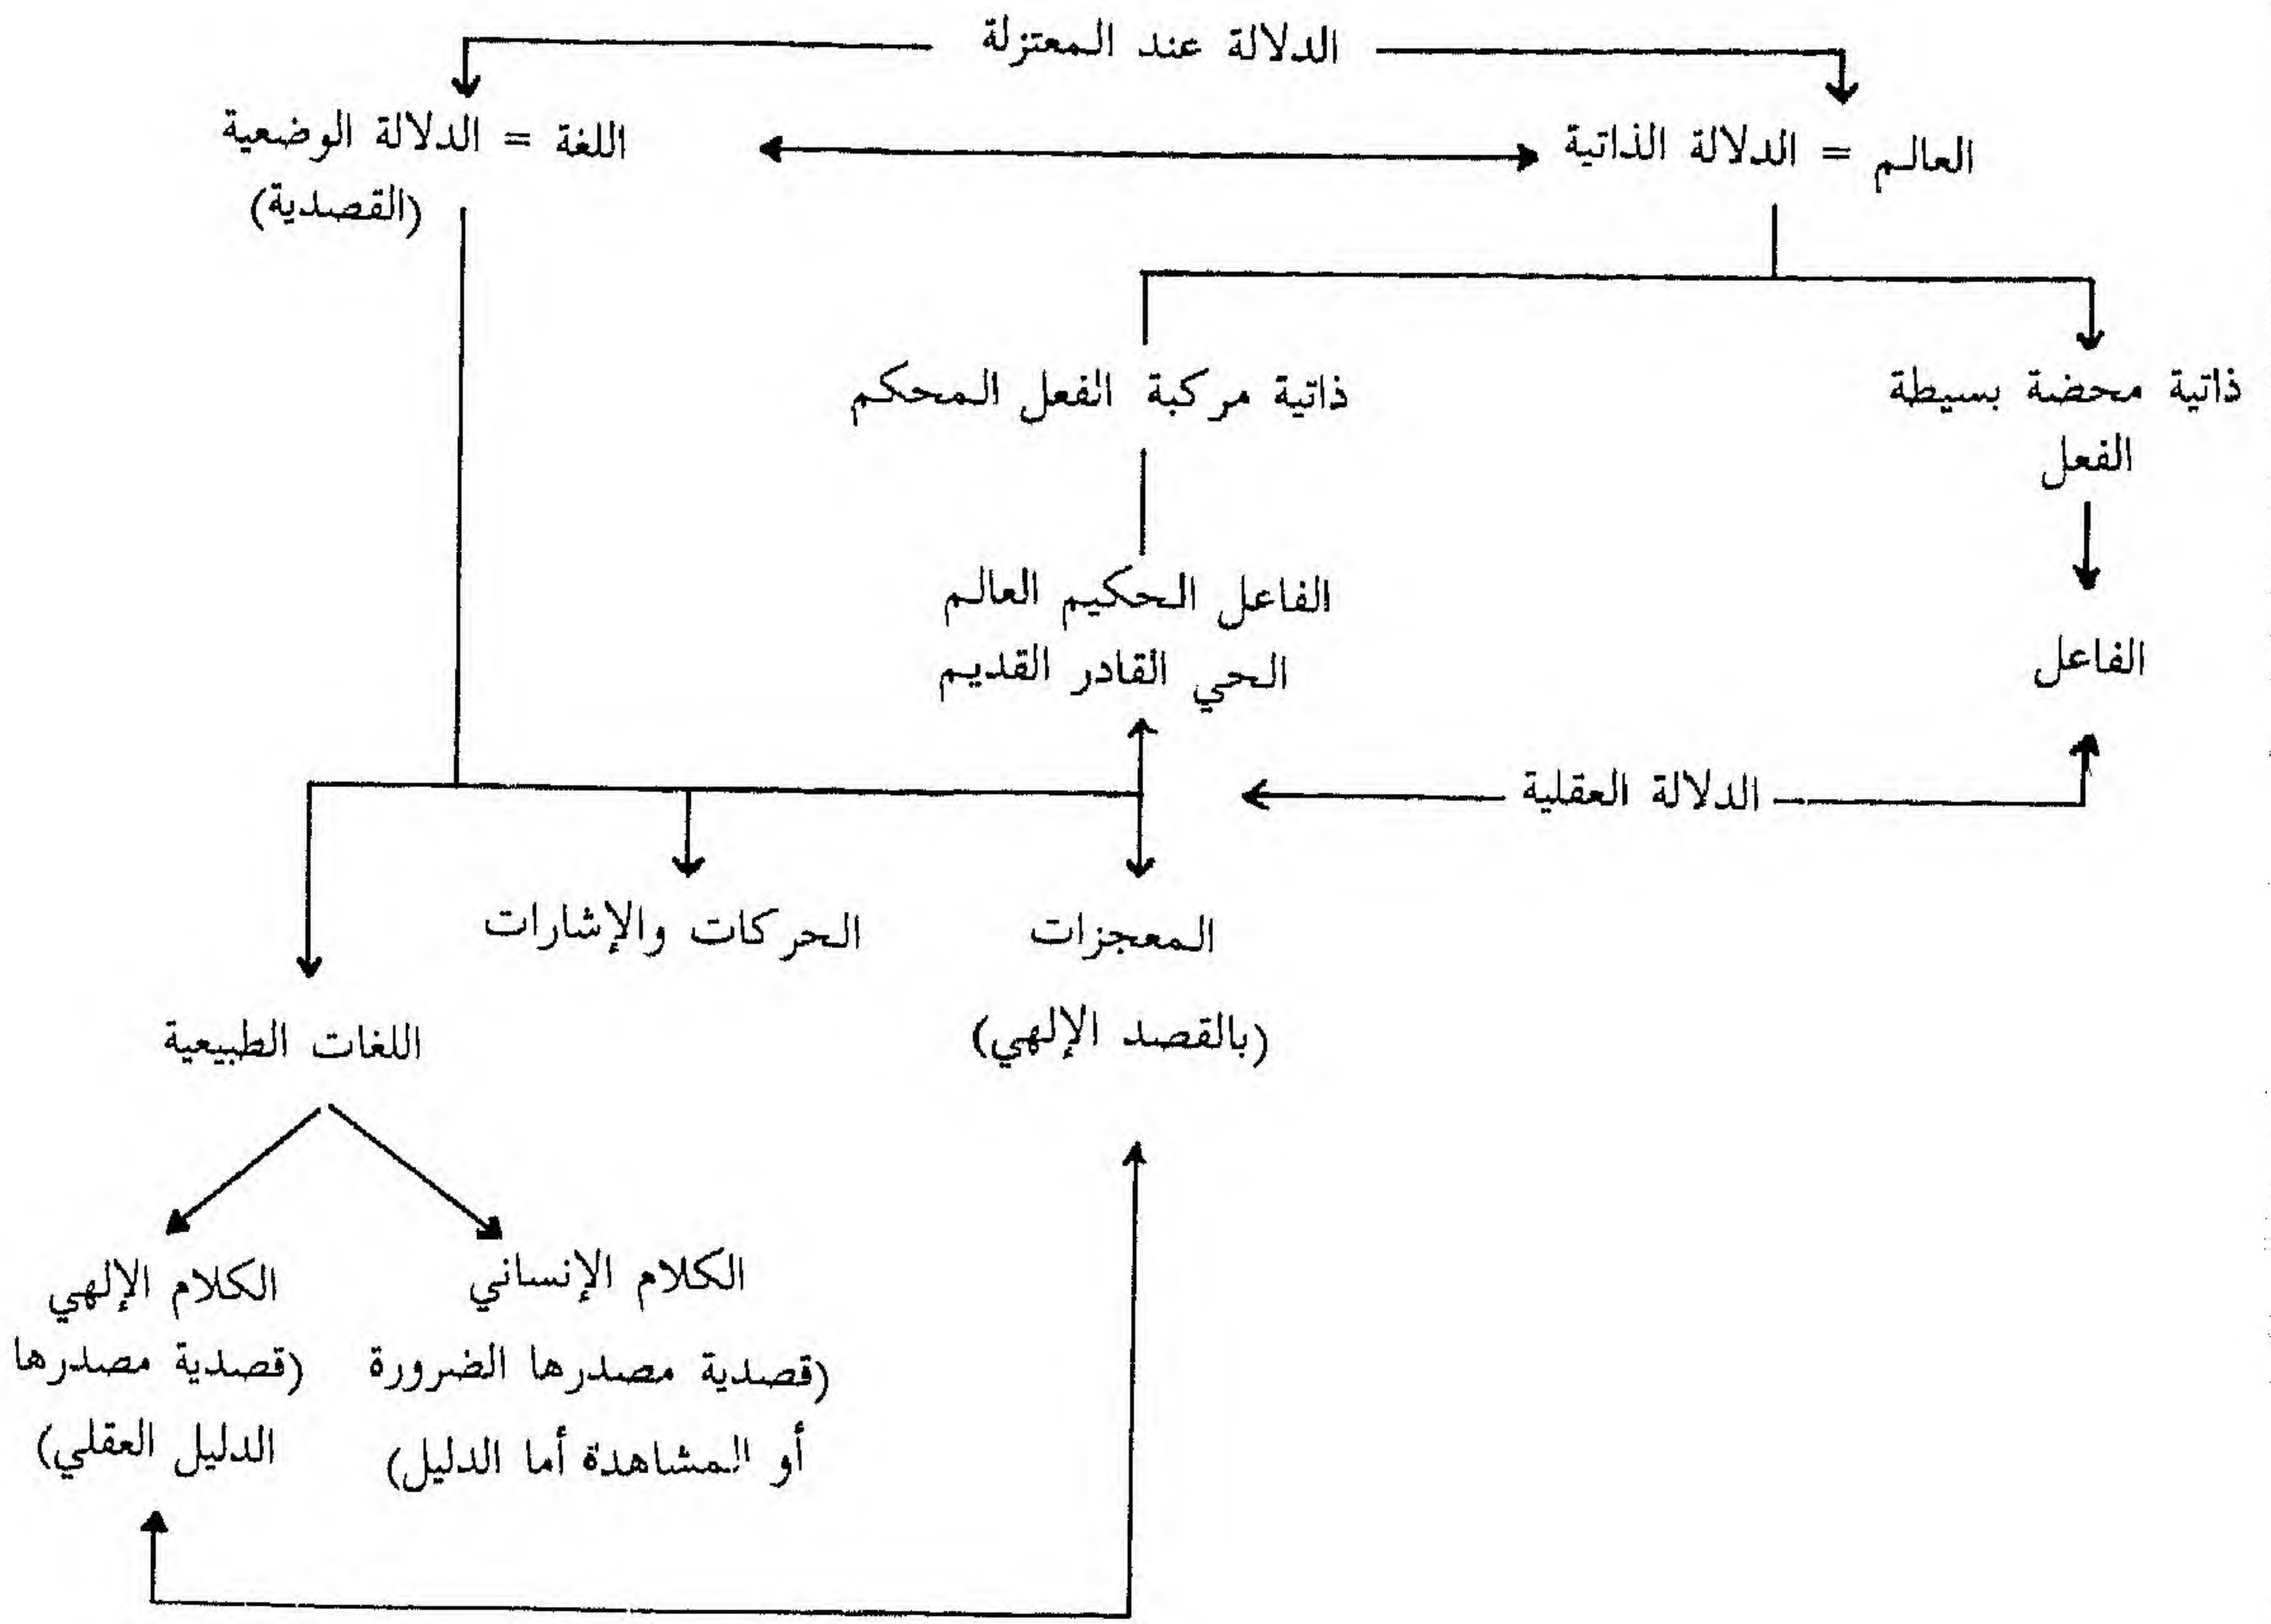 الدلالة عند المعتزلة
العالم = الدلالة الذاتية
اللغة = الدلالة الوضعية
(القصدية)
ذاتية محضة بسيطة
الفعل
ذاتية مركبة الفعل المحكم
الفاعل الحكيم العالم
الحي القادر القديم
الفاعل
الدلالة العقلية
المعجزات
(بالقصد الإلهي)
الحركات والإشارات
اللغات الطبيعية
الكلام الإنساني
(قصدية مصدرها الضرورة
أو المشاهدة أما الدليل)
الكلام الإلهي
(قصدية مصدرها
الدليل العقلي)